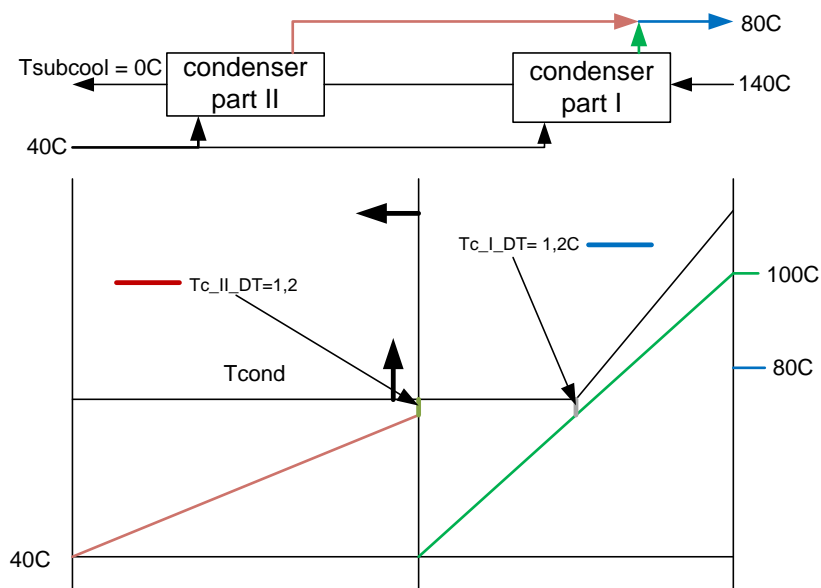 80C
Tsubcool = 0C
condenser
part II
condenser
part I
140C
40C
Tc_I_DT= 1,2C
Tc_II_DT=1,2
100C
Tcond
80C
40C